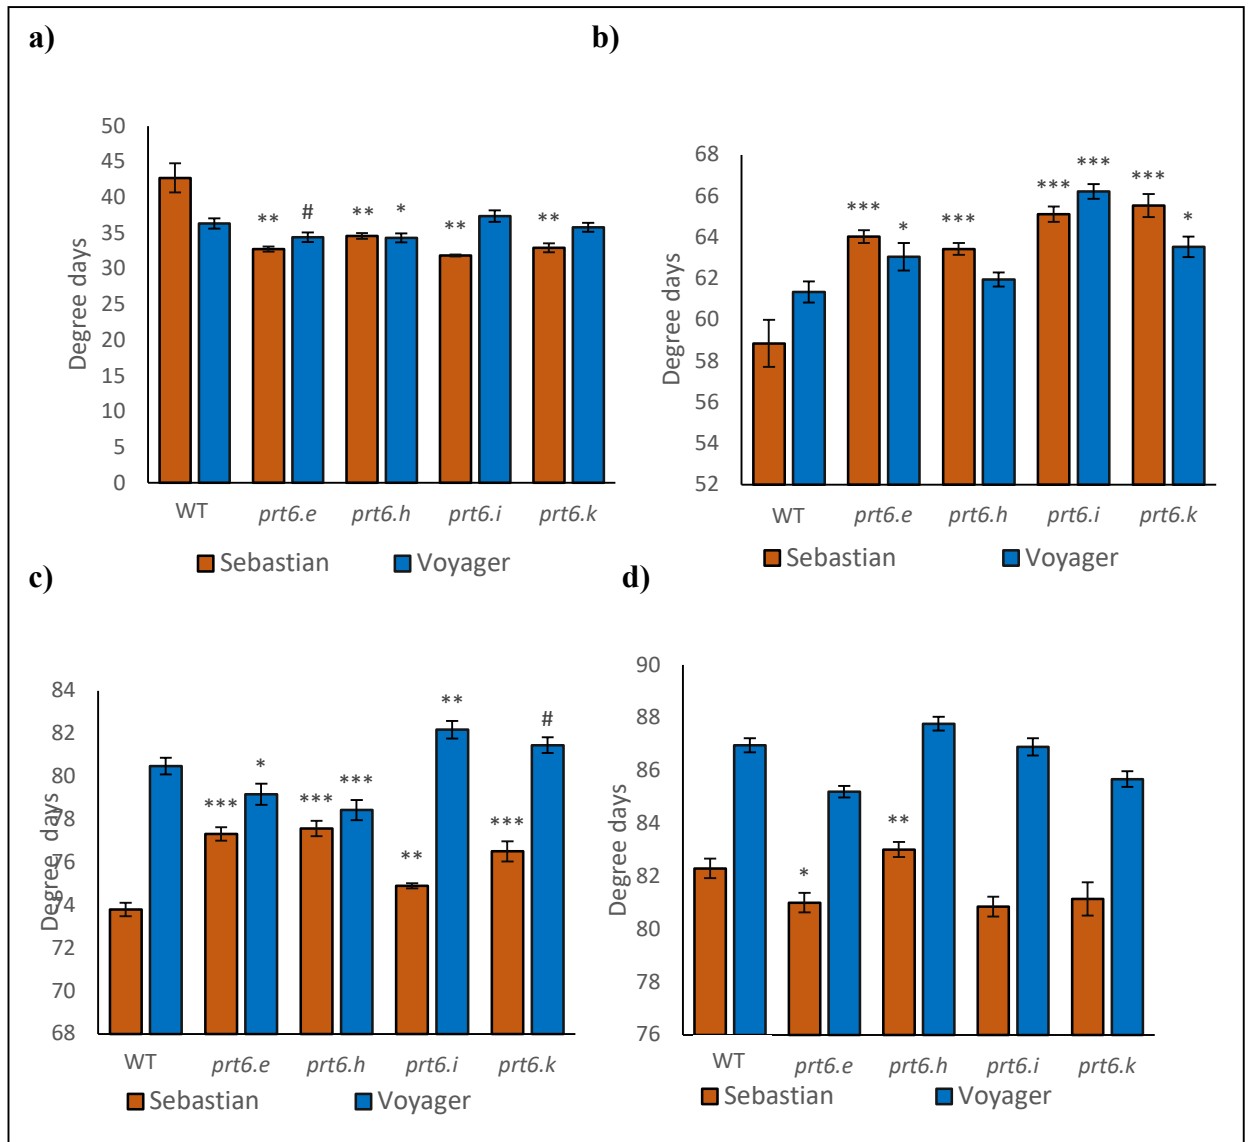 a)
Degree days
50
45
40
35
30
25
20
15
10
5
0
**
#
**
*
**
**
WT
prt6.e
prt6.h
prt6.i
prt6.k
Sebastian
Voyager
b)
Degree days
68
66
64
62
60
58
56
54
52
***
*
***
***
***
***
*
WT
prt6.e
prt6.h
prt6.i
prt6.k
Sebastian
Voyager
c)
Degree days
84
82
80
78
76
74
72
70
68
***
*
***
***
**
**
***
#
WT
prt6.e
prt6.h
prt6.i
prt6.k
Sebastian
Voyager
d)
Degree days
90
88
86
84
82
80
78
76
*
**
WT
prt6.e
prt6.h
prt6.i
prt6.k
Sebastian
Voyager